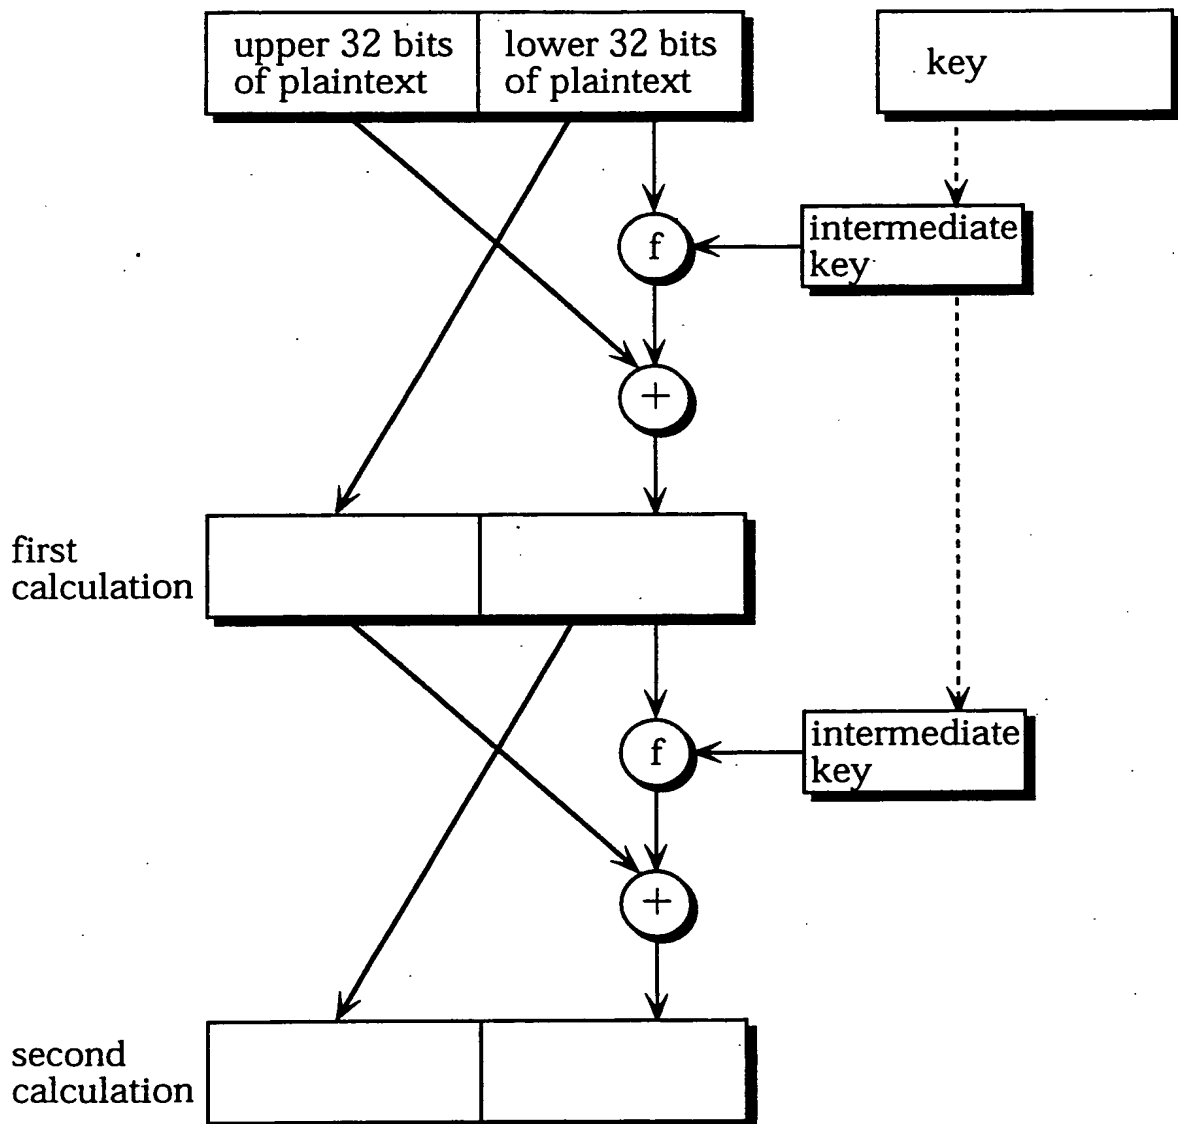 upper 32 bits
of plaintext
lower 32 bits
of plaintext
key
f
intermediate
key
+
first
calculation
f
intermediate
key
+
second
calculation